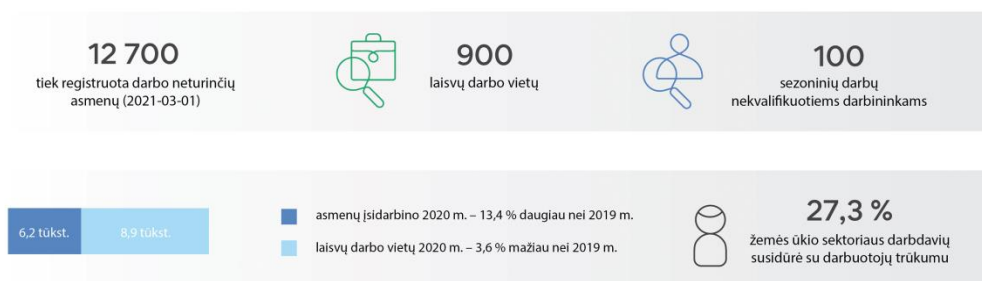 12 700
tiek registruota darbo neturinčių
asmenų (2021-03-01)
900
laisvų darbo vietų
100
sezoninių darbų
nekvalifikuotiems darbininkams
6,2 tūkst.
8,9 tūkst.
asmenų įsidarbino 2020 m. – 13,4 % daugiau nei 2019 m.
laisvų darbo vietų 2020 m. – 3,6 % mažiau nei 2019 m.
27,3 %
žemės ūkio sektoriaus darbdavių
susidūrė su darbuotojų trūkumu